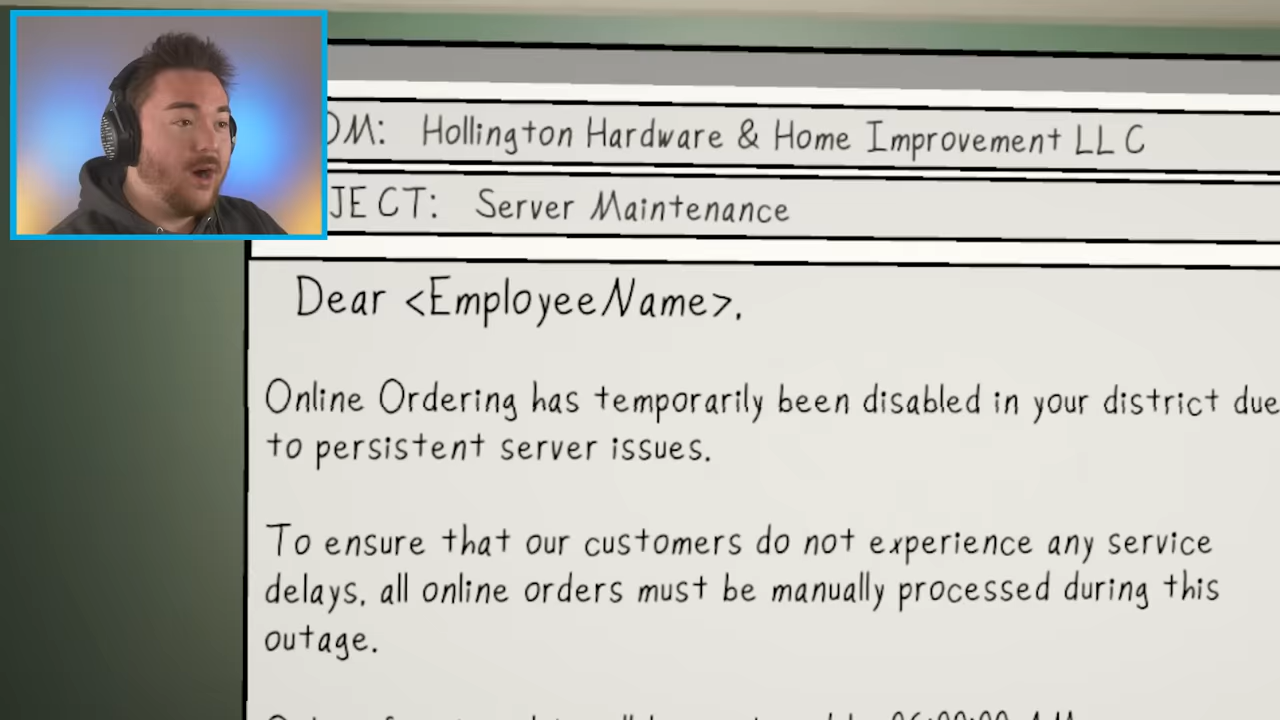 OM: Hollington Hardware & Home Improvement LLC
JECT: Server Maintenance
Dear <EmployeeName>,
Online Ordering has temporarily been disabled in your district due
to persistent server issues.
To ensure that our customers do not experience any service
delays, all online orders must be manually processed during this
outage.